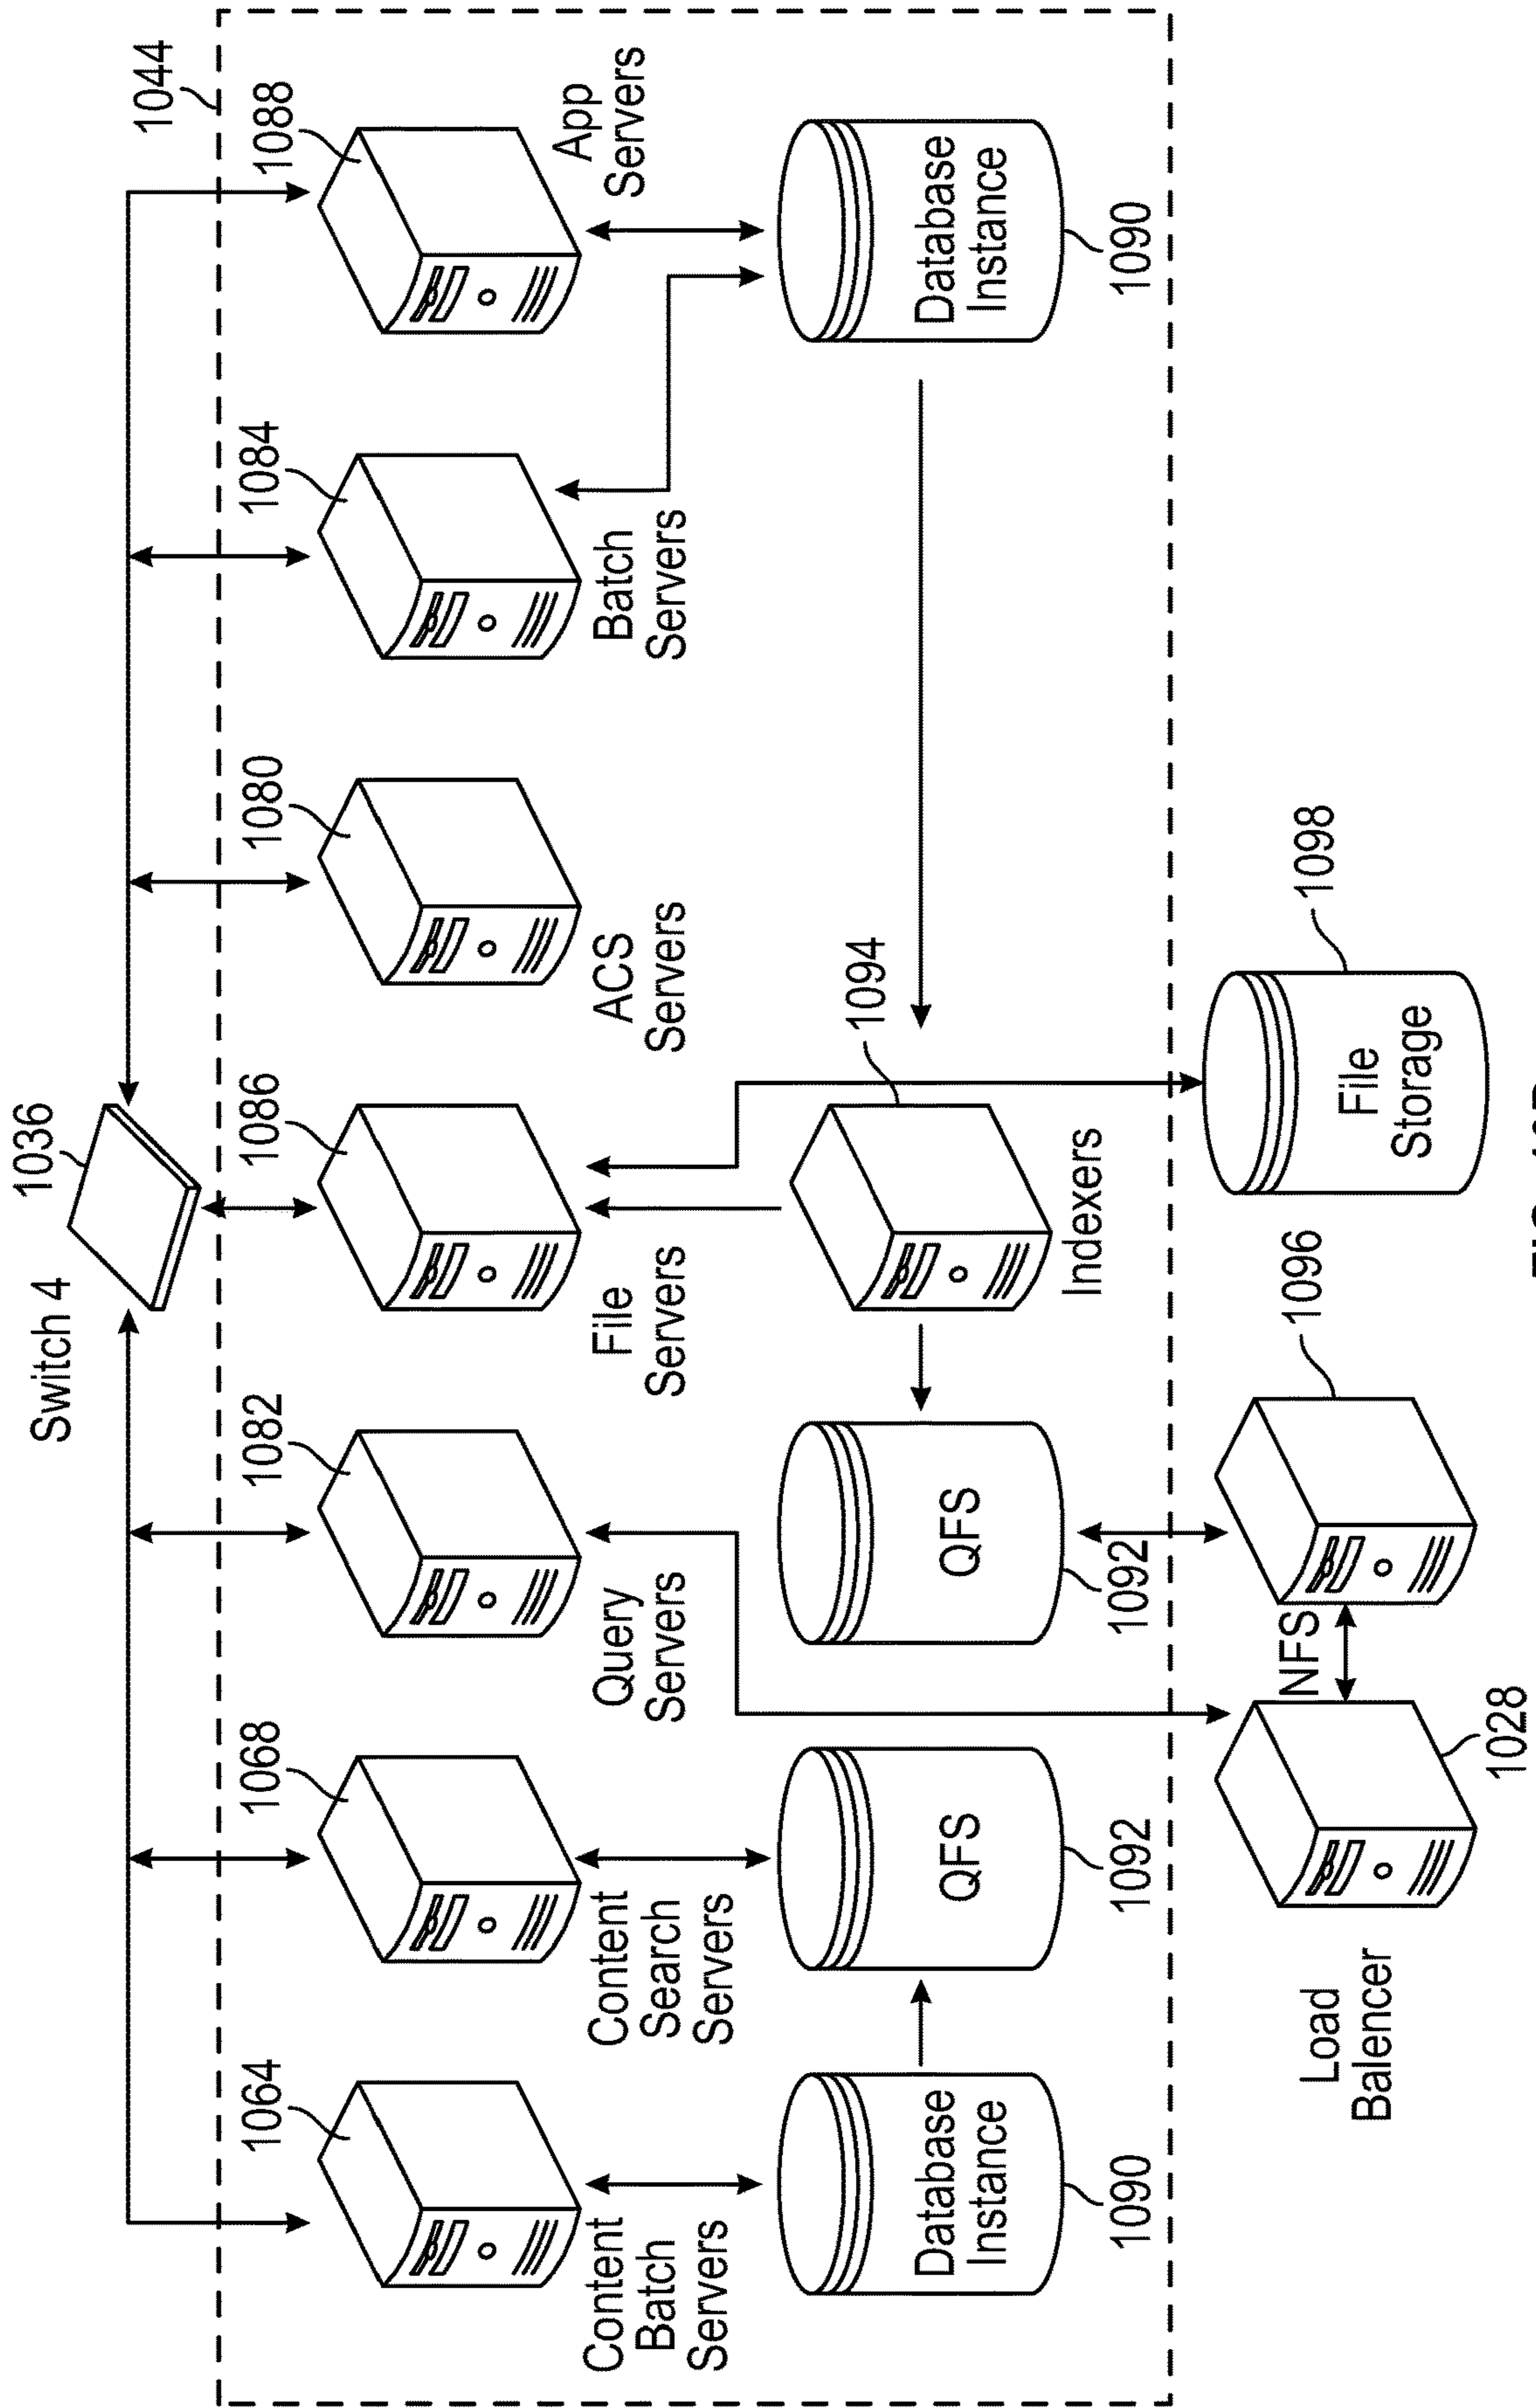 Switch 4
1036
1044
1064
1068
1082
1086
1080
1084
1088
Content
Batch
Servers
Content
Search
Servers
Query
Servers
File
Servers
ACS
Servers
Batch
Servers
App
Servers
1094
Database
Instance
QFS
QFS
Indexers
Database
Instance
1090
1092
1092
1090
Load
Balencer
NFS
1028
1096
File
Storage
1098